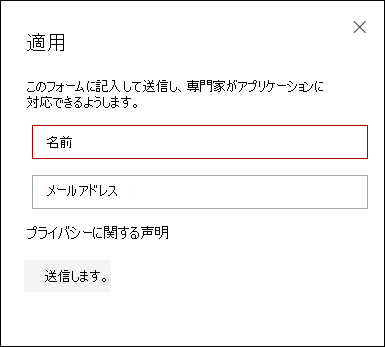 適用
このフォームに記入して送信し、専門家がアプリケーションに
対応できるようします。
名前
メールアドレス
プライバシーに関する声明
送信します。